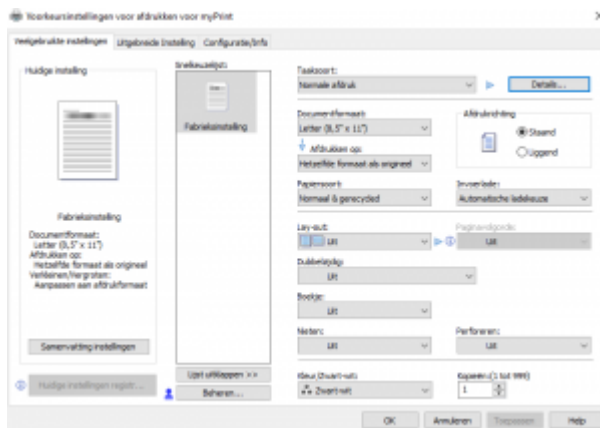 Voorkeursinstellingen voor afdrukken voor myPrint
Veelgebruikte instellingen
Uitgebreide Instelling
Configuratie/Info
Huidige instelling
Snelkeuzelijst:
Taaksoort:
Normale afdruk
Details...
Fabrieksinstelling
Documentformaat:
Letter (8,5" x 11")
Afdrukken op:
Hetzelfde formaat als origineel
Afdrukrichting
Staand
Liggend
Papiersoort:
Normaal & gerecycled
Invoerlade:
Automatische ladekeuze
Fabrieksinstelling
Documentformaat:
Letter (8,5" x 11")
Afdrukken op:
Hetzelfde formaat als origineel
Verkleinen/Vergroten:
Aanpassen aan afdrukformaat
Lay-out:
Uit
Paginavolgorde:
Uit
Dubbelzijdig:
Uit
Boekje:
Uit
Nieten:
Uit
Perforeren:
Uit
Samenvatting instellingen
Huidige instellingen registr...
Lijst uitklappen >>
Beheren...
Kleur/Zwart-wit:
Zwart-wit
Kopieën:(1 tot 999)
1
OK
Annuleren
Toepassen
Help